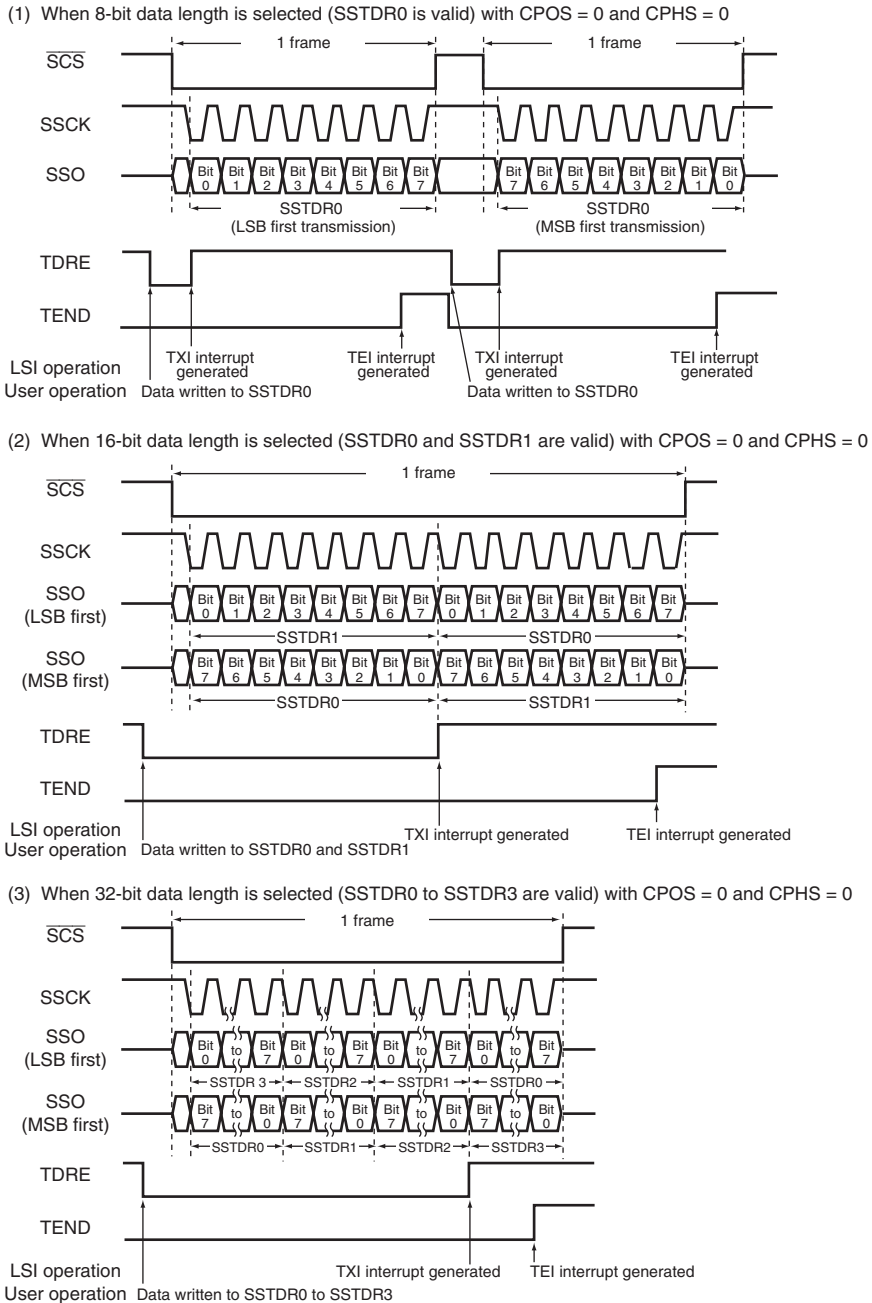 (1) When 8-bit data length is selected (SSTDR0 is valid) with CPOS = 0 and CPHS = 0
1 frame 1 frame
SCS
SSCK
SSO Bit 0 Bit 1 Bit 2 Bit 3 Bit 4 Bit 5 Bit 6 Bit 7 Bit 7 Bit 6 Bit 5 Bit 4 Bit 3 Bit 2 Bit 1 Bit 0
SSTDR0 SSTDR0
(LSB first transmission) (MSB first transmission)
TDRE
TEND
LSI operation TXI interrupt generated TEI interrupt generated TXI interrupt generated TEI interrupt generated
User operation Data written to SSTDR0 Data written to SSTDR0
(2) When 16-bit data length is selected (SSTDR0 and SSTDR1 are valid) with CPOS = 0 and CPHS = 0
1 frame
SCS
SSCK
SSO (LSB first) Bit 0 Bit 1 Bit 2 Bit 3 Bit 4 Bit 5 Bit 6 Bit 7 Bit 0 Bit 1 Bit 2 Bit 3 Bit 4 Bit 5 Bit 6 Bit 7
SSTDR1 SSTDR0
SSO (MSB first) Bit 7 Bit 6 Bit 5 Bit 4 Bit 3 Bit 2 Bit 1 Bit 0 Bit 7 Bit 6 Bit 5 Bit 4 Bit 3 Bit 2 Bit 1 Bit 0
SSTDR0 SSTDR1
TDRE
TEND
LSI operation TXI interrupt generated TEI interrupt generated
User operation Data written to SSTDR0 and SSTDR1
(3) When 32-bit data length is selected (SSTDR0 to SSTDR3 are valid) with CPOS = 0 and CPHS = 0
1 frame
SCS
SSCK
SSO (LSB first) Bit 0 to Bit 7 Bit 0 to Bit 7 Bit 0 to Bit 7 Bit 0 to Bit 7
SSTDR 3 SSTDR2 SSTDR1 SSTDR0
SSO (MSB first) Bit 7 to Bit 0 Bit 7 to Bit 0 Bit 7 to Bit 0 Bit 7 to Bit 0
SSTDR0 SSTDR1 SSTDR2 SSTDR3
TDRE
TEND
LSI operation TXI interrupt generated TEI interrupt generated
User operation Data written to SSTDR0 to SSTDR3